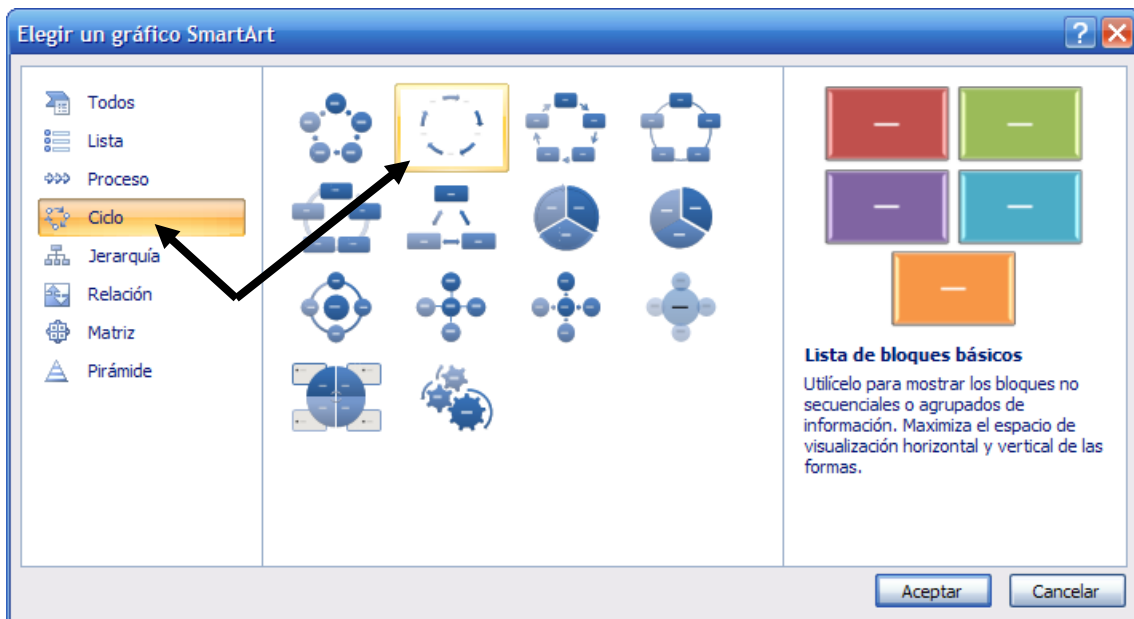 Elegir un gráfico SmartArt
Todos
Lista
Proceso
Ciclo
Jerarquía
Relación
Matriz
Pirámide
Lista de bloques básicos
Utilícelo para mostrar los bloques no
secuenciales o agrupados de
información. Maximiza el espacio de
visualización horizontal y vertical de las
formas.
Aceptar
Cancelar